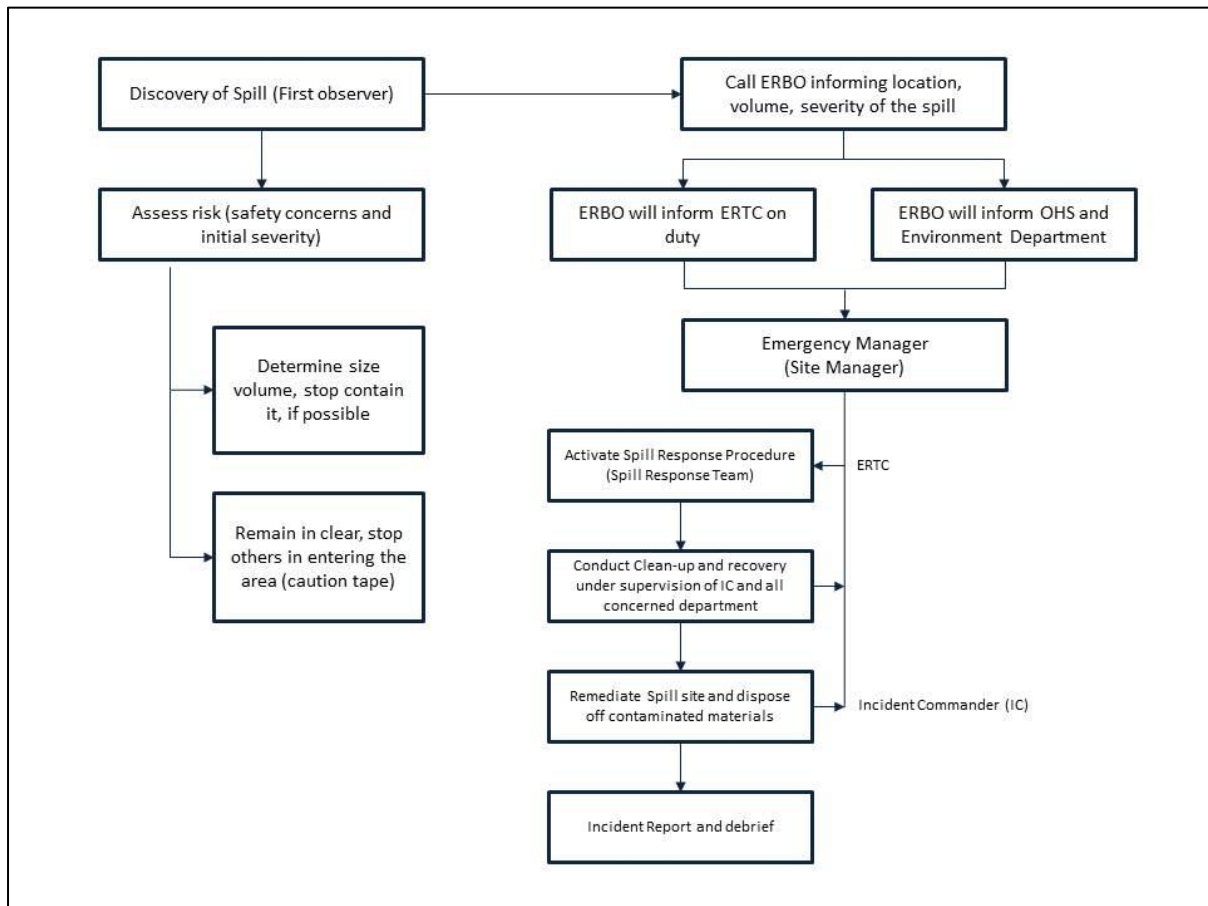 Discovery of Spill (First observer)
Call ERBO informing location,
volume, severity of the spill
Assess risk (safety concerns and
initial severity)
ERBO will inform ERTC on
duty
ERBO will inform OHS and
Environment Department
Determine size
volume, stop contain
it, if possible
Emergency Manager
(Site Manager)
Activate Spill Response Procedure
(Spill Response Team)
ERTC
Remain in clear, stop
others in entering the
area (caution tape)
Conduct Clean-up and recovery
under supervision of IC and all
concerned department
Remediate Spill site and dispose
off contaminated materials
Incident Commander (IC)
Incident Report and debrief